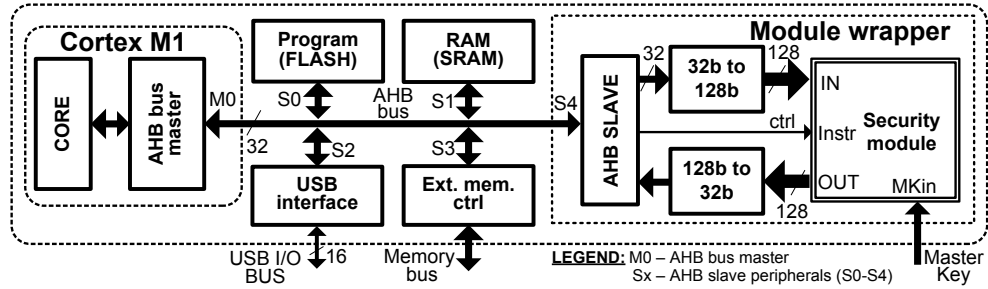 Cortex M1
CORE
AHB bus
master
M0
32
Program
(FLASH)
S0
RAM
(SRAM)
S1
AHB
bus
S2
USB
interface
USB I/O
BUS
16
S3
Ext. mem.
ctrl
Memory
bus
S4
Module wrapper
AHB SLAVE
32
32b to
128b
128
ctrl
128b to
32b
128
IN
Instr
Security
module
OUT
MKin
Master
Key
LEGEND: M0 – AHB bus master
Sx – AHB slave peripherals (S0-S4)